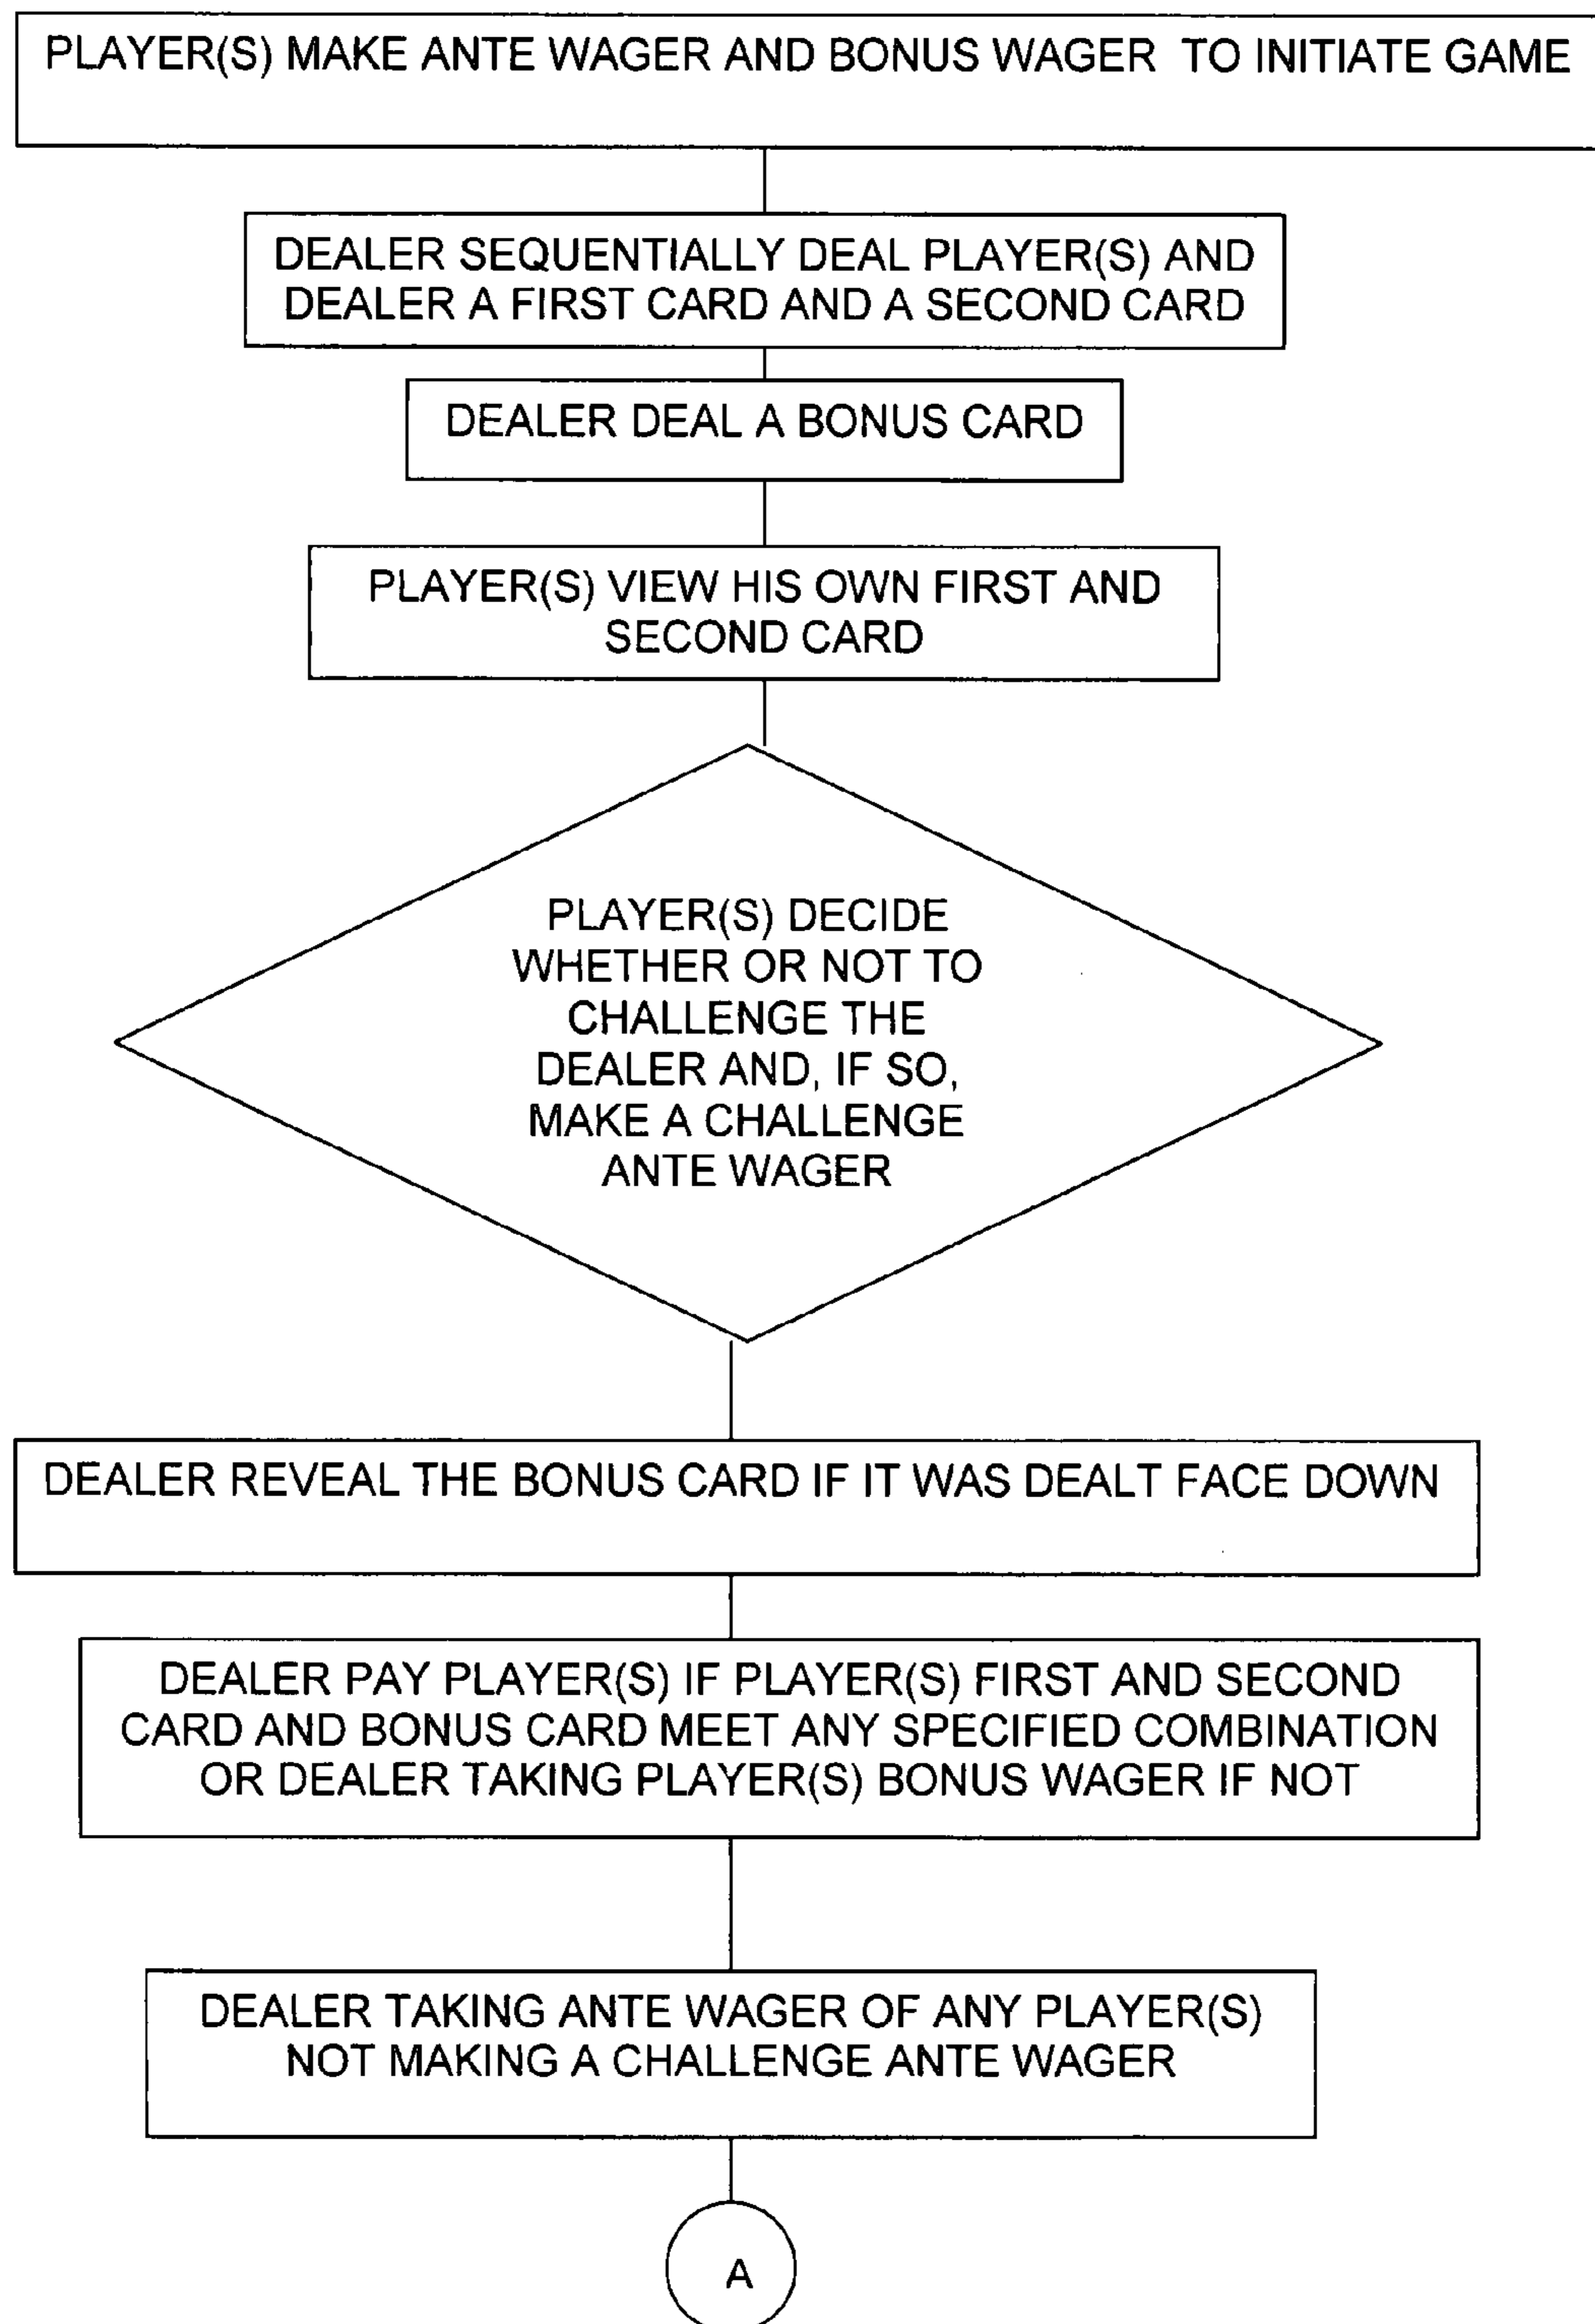 PLAYER(S) MAKE ANTE WAGER AND BONUS WAGER TO INITIATE GAME
DEALER SEQUENTIALLY DEAL PLAYER(S) AND
DEALER A FIRST CARD AND A SECOND CARD
DEALER DEAL A BONUS CARD
PLAYER(S) VIEW HIS OWN FIRST AND
SECOND CARD
PLAYER(S) DECIDE
WHETHER OR NOT TO
CHALLENGE THE
DEALER AND, IF SO,
MAKE A CHALLENGE
ANTE WAGER
DEALER REVEAL THE BONUS CARD IF IT WAS DEALT FACE DOWN
DEALER PAY PLAYER(S) IF PLAYER(S) FIRST AND SECOND
CARD AND BONUS CARD MEET ANY SPECIFIED COMBINATION
OR DEALER TAKING PLAYER(S) BONUS WAGER IF NOT
DEALER TAKING ANTE WAGER OF ANY PLAYER(S)
NOT MAKING A CHALLENGE ANTE WAGER
A